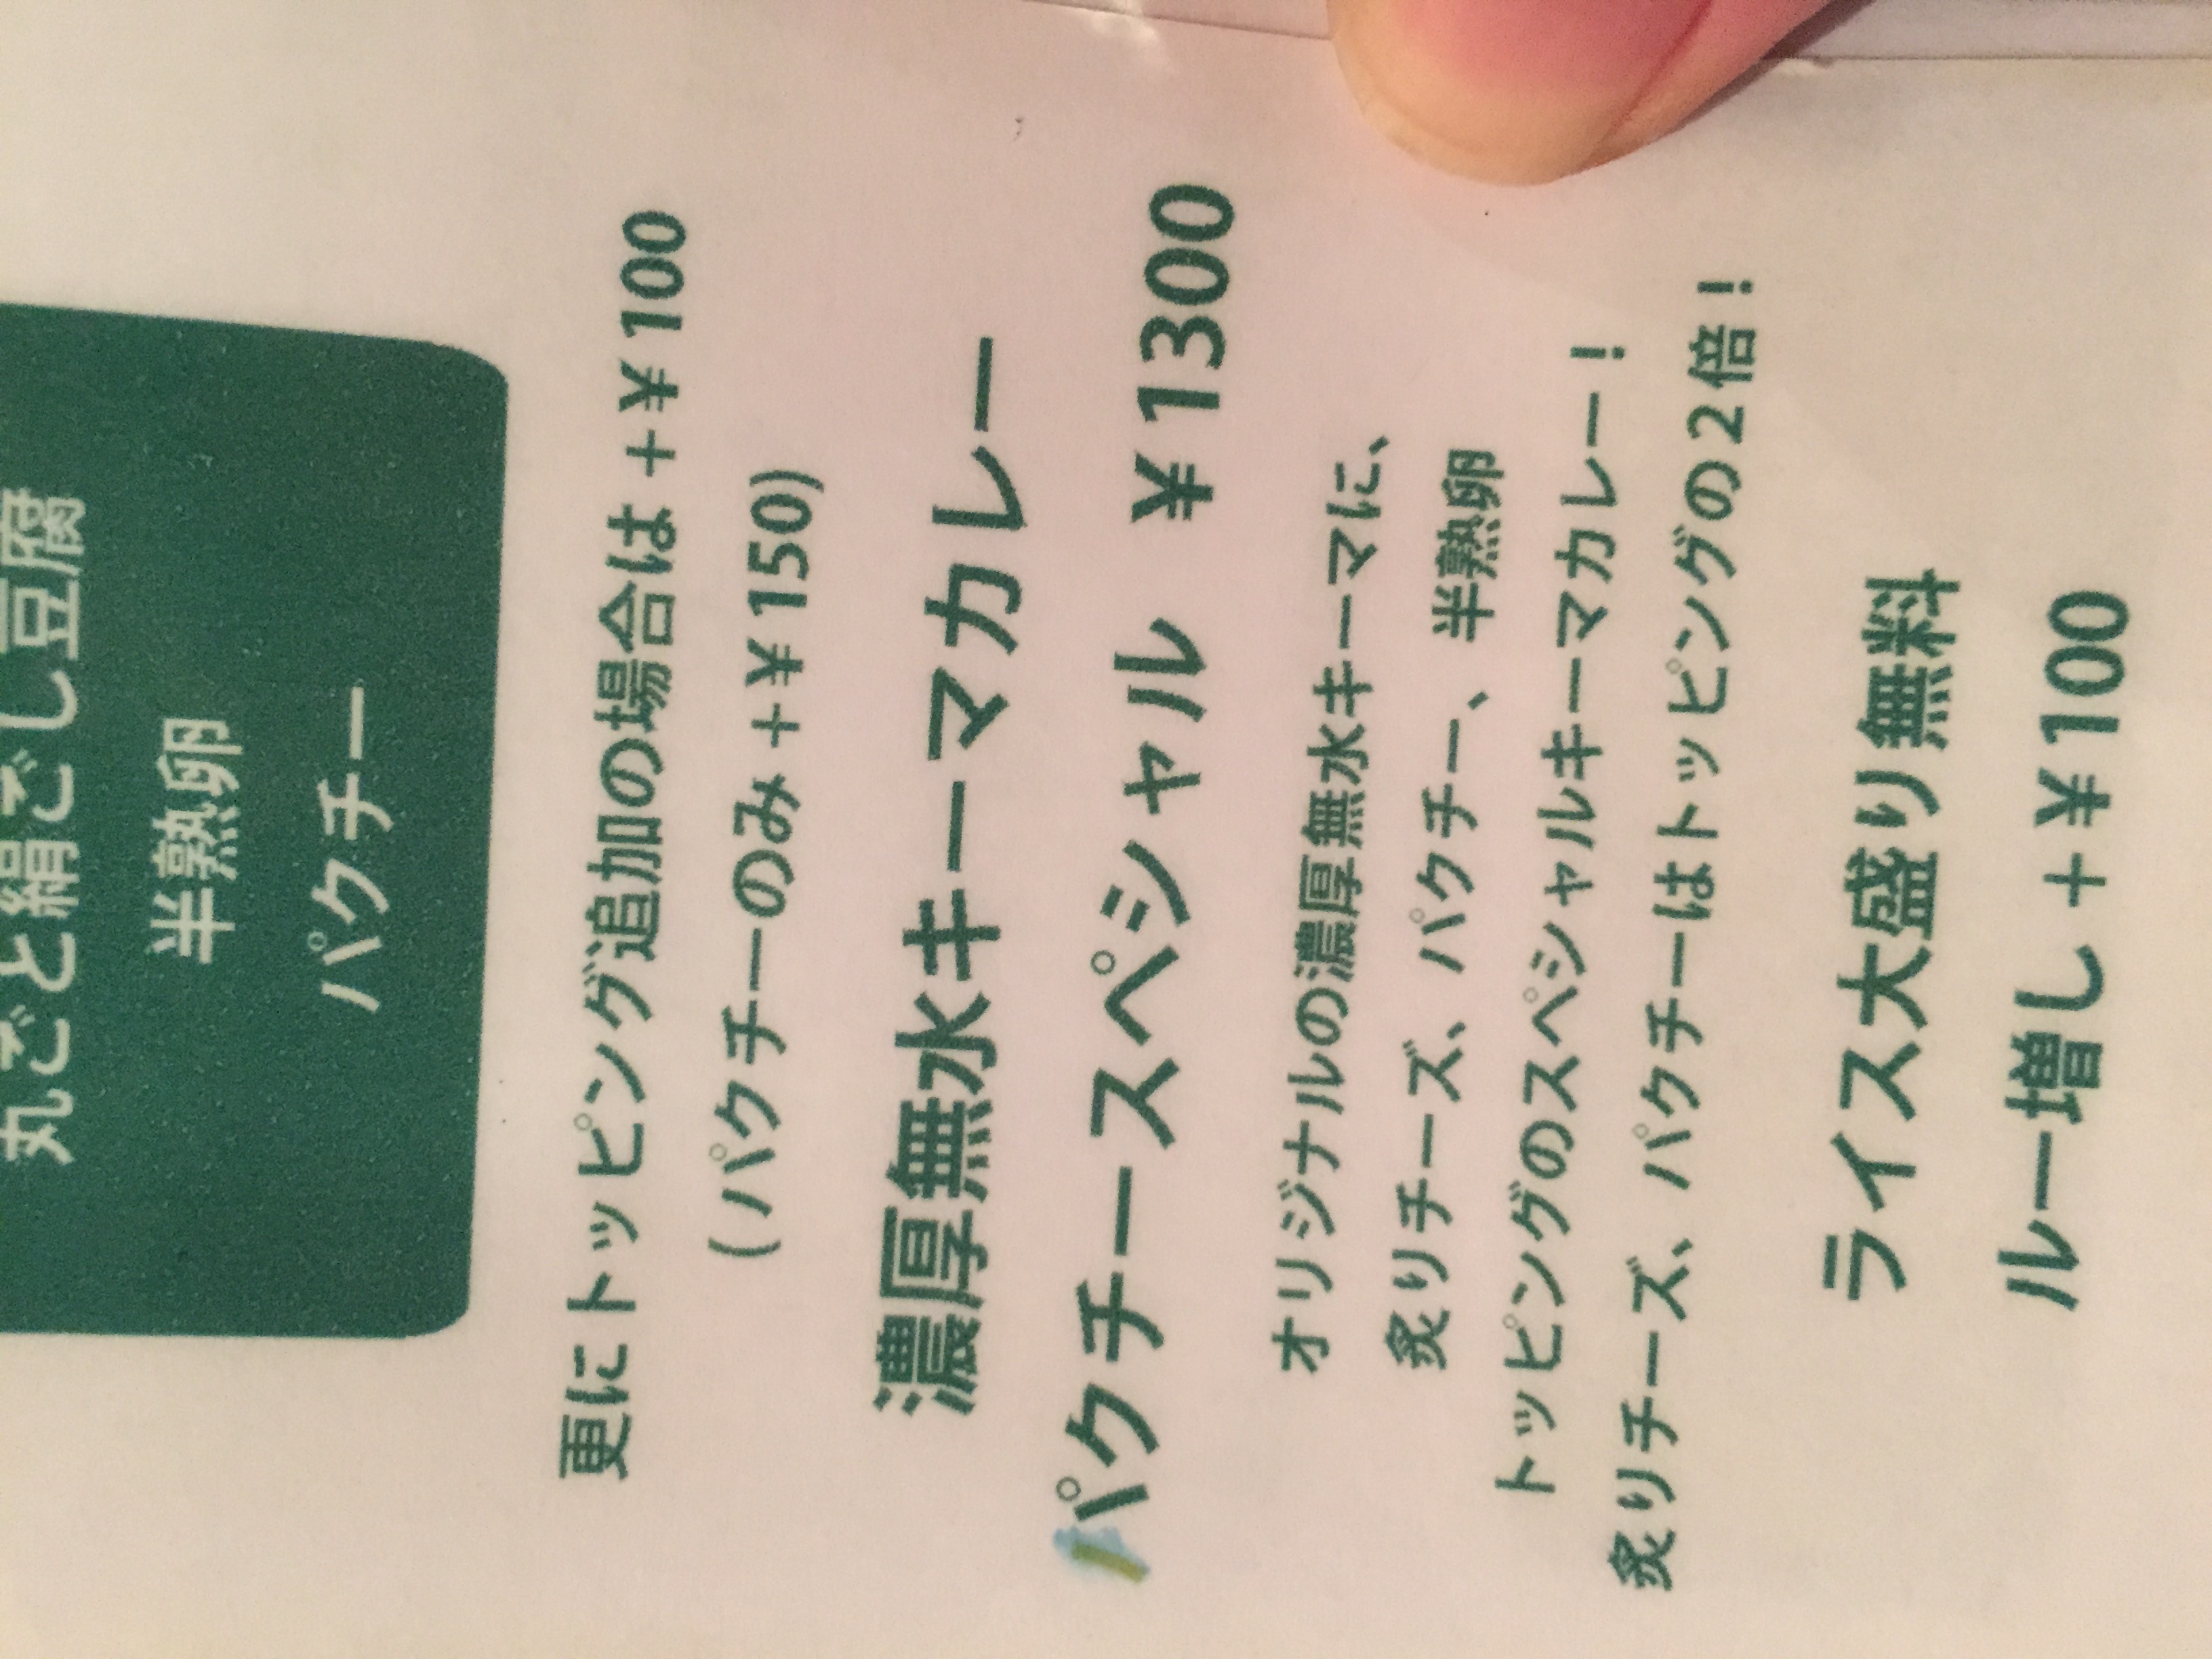 丸ごと絹ごし豆腐
半熟卵
パクチー
更にトッピング追加の場合は +¥100
(パクチーのみ +¥150)
濃厚無水キーマカレー
パクチースペシャル ¥1300
オリジナルの濃厚無水キーマに、
炙りチーズ、パクチー、半熟卵
トッピングのスペシャルキーマカレー！
炙りチーズ、パクチーはトッピングの2倍！
ライス大盛り無料
ルー増し +¥100